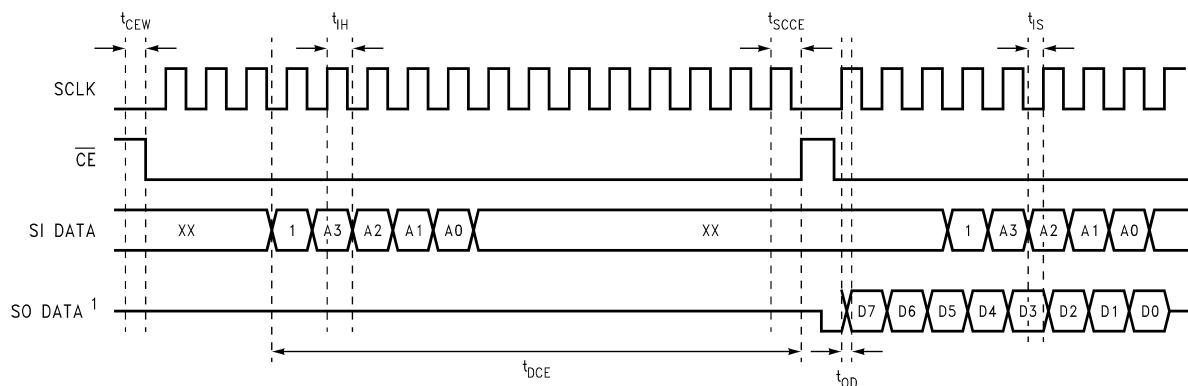 tCEW tIH tSCCE tIS
SCLK
CE
SI DATA XX 1 A3 A2 A1 A0 XX 1 A3 A2 A1 A0
SO DATA 1 D7 D6 D5 D4 D3 D2 D1 D0
tDCE tOD